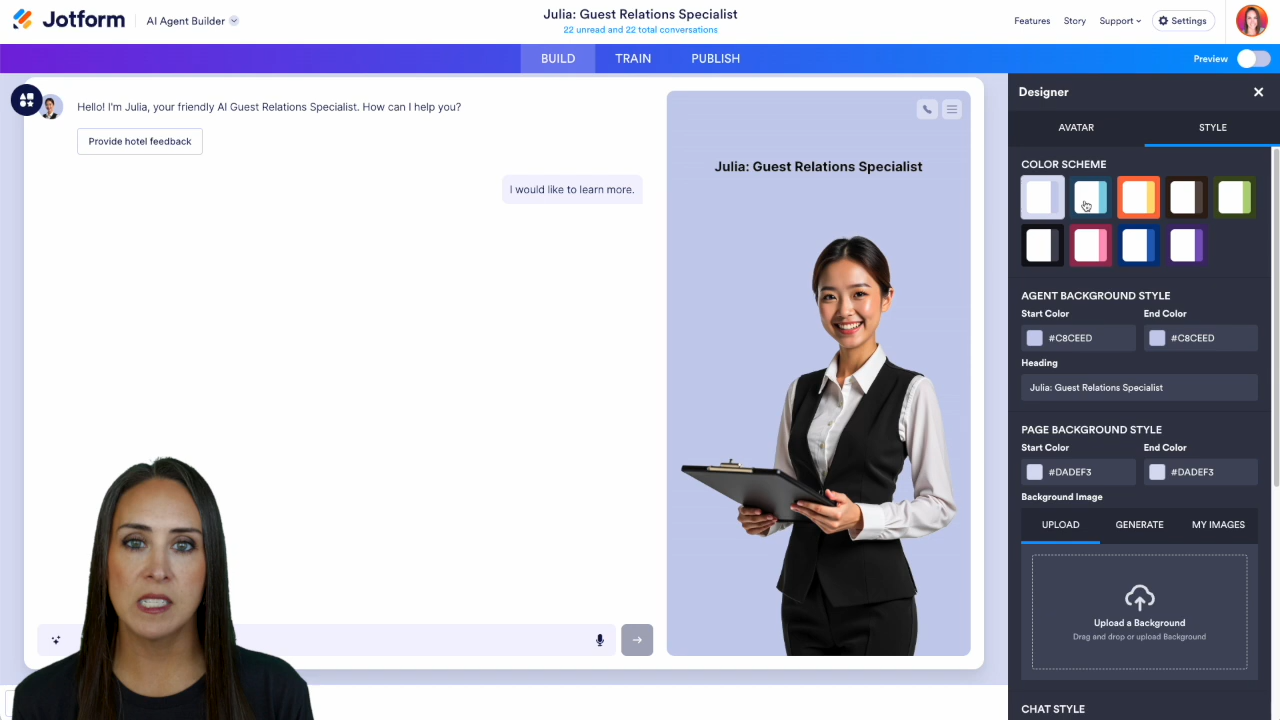 Jotform
AI Agent Builder
Julia: Guest Relations Specialist
22 unread and 22 total conversations
Features
Story
Support
Settings
BUILD
TRAIN
PUBLISH
Preview
Hello! I'm Julia, your friendly AI Guest Relations Specialist. How can I help you?
Provide hotel feedback
I would like to learn more.
Julia: Guest Relations Specialist
Designer
AVATAR
STYLE
COLOR SCHEME
AGENT BACKGROUND STYLE
Start Color
End Color
#C8CEED
#C8CEED
Heading
Julia: Guest Relations Specialist
PAGE BACKGROUND STYLE
Start Color
End Color
#DADEF3
#DADEF3
Background Image
UPLOAD
GENERATE
MY IMAGES
Upload a Background
Drag and drop or upload Background
CHAT STYLE